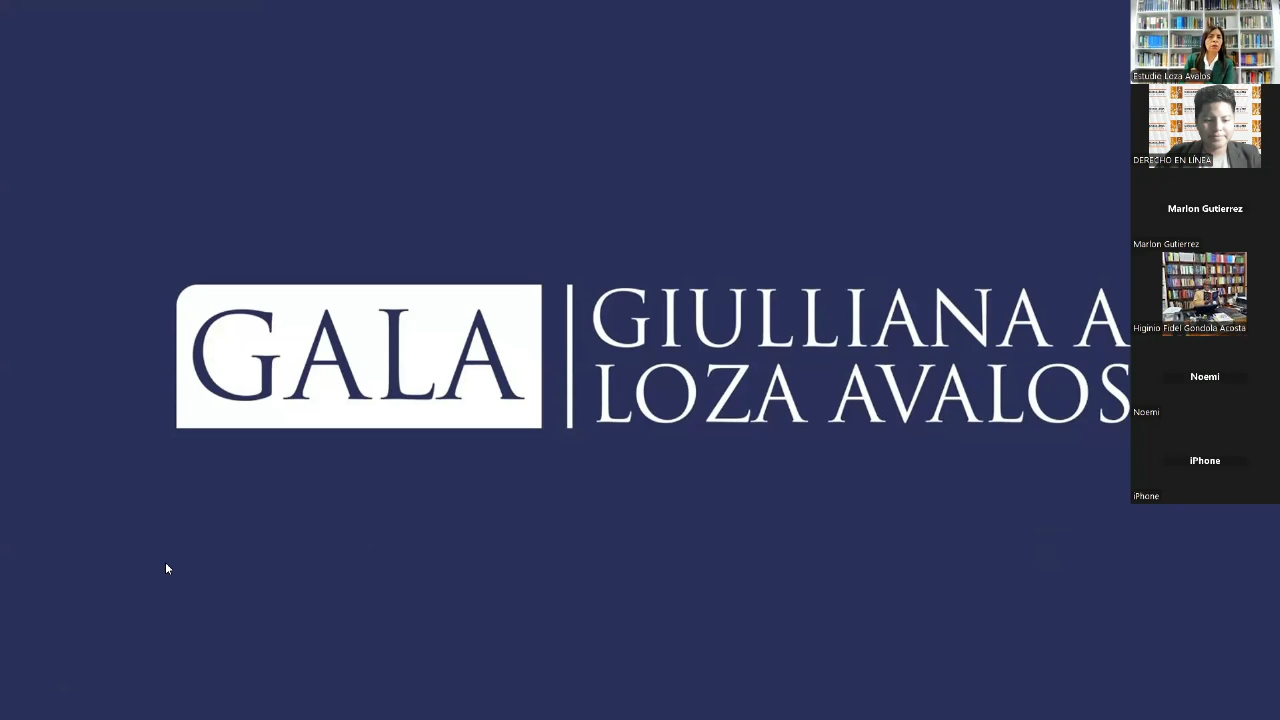 GALA
GIULLIANA A
LOZA AVALOS
Estudio Loza Avalos
DERECHO EN LÍNEA
Marlon Gutierrez
Marlon Gutierrez
Higinio Fidel Gondola Acosta
Noemi
Noemi
iPhone
iPhone